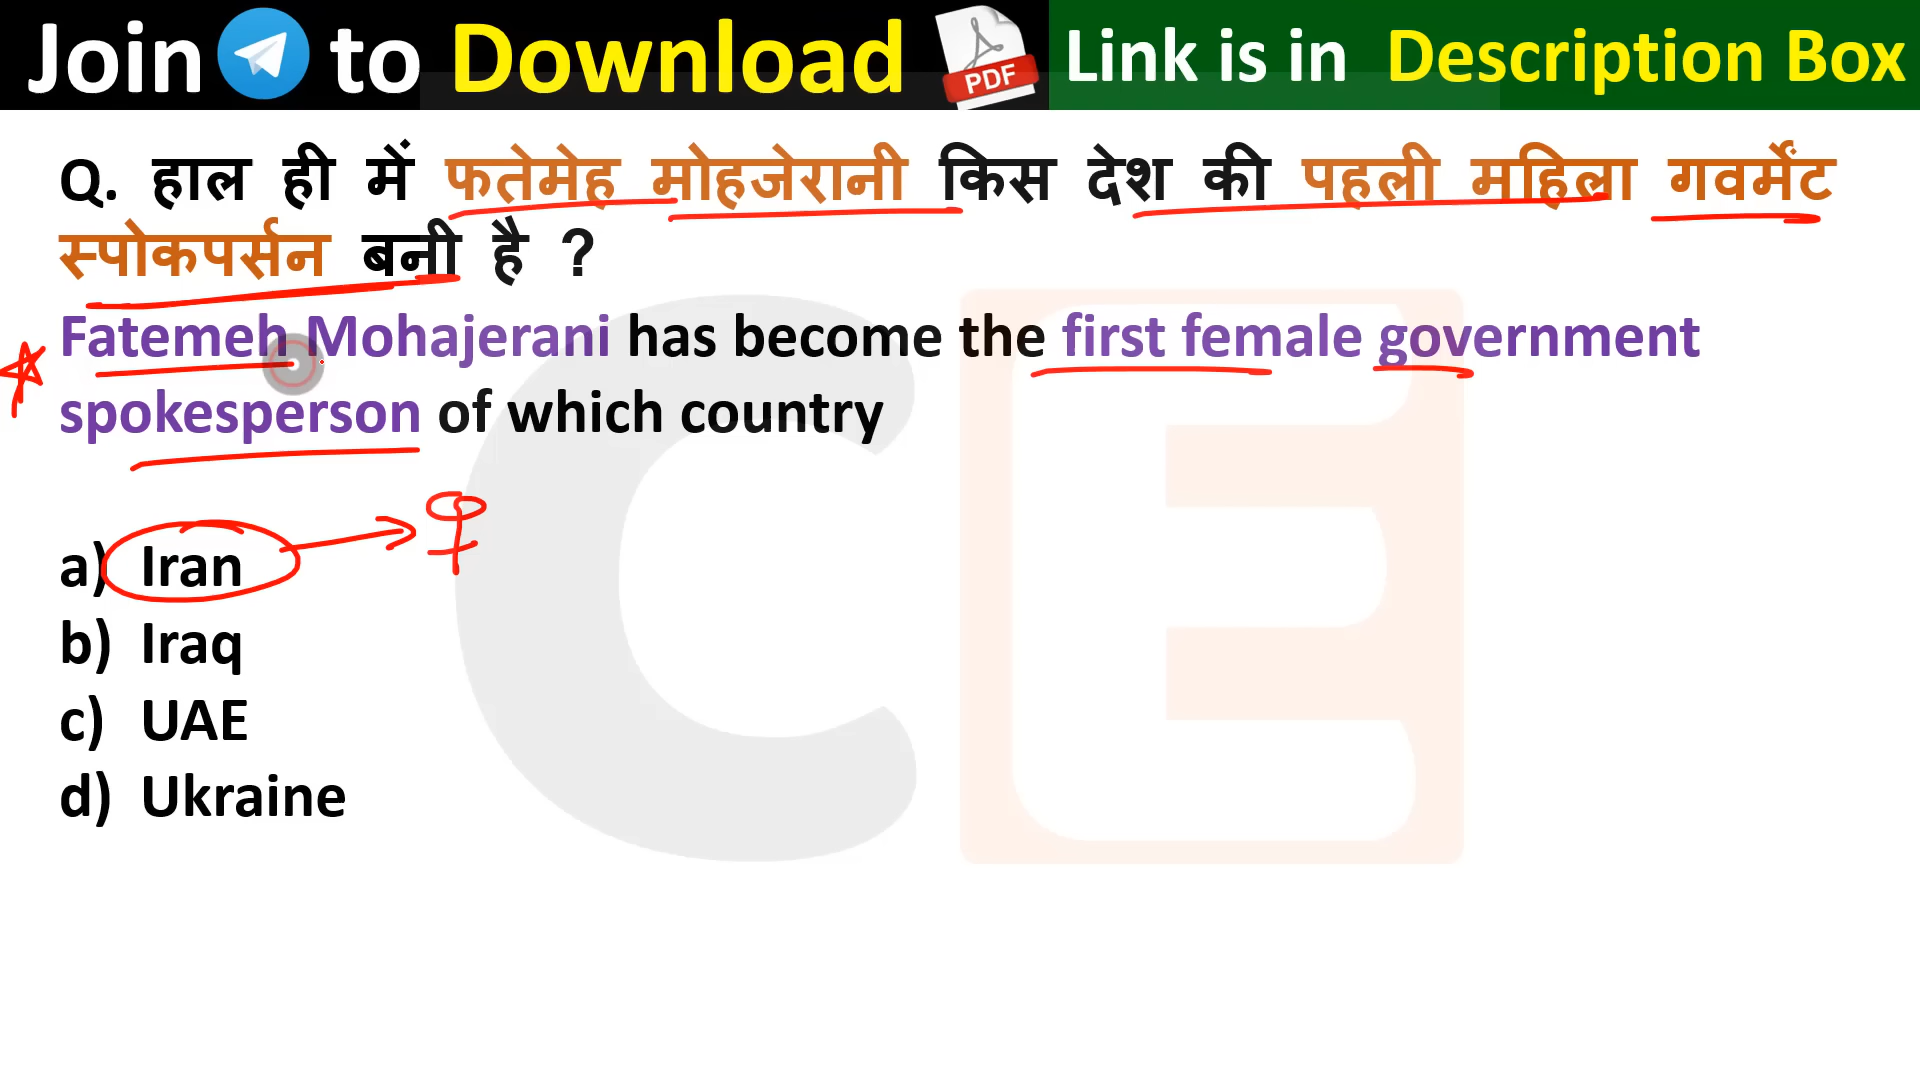 Join to Download PDF Link is in Description Box
Q. हाल ही में फतेमेह मोहजेरानी किस देश की पहली महिला गवर्मेंट
स्पोकपर्सन बनी है ?
Fatemeh Mohajerani has become the first female government
spokesperson of which country
a) Iran
b) Iraq
c) UAE
d) Ukraine
CE